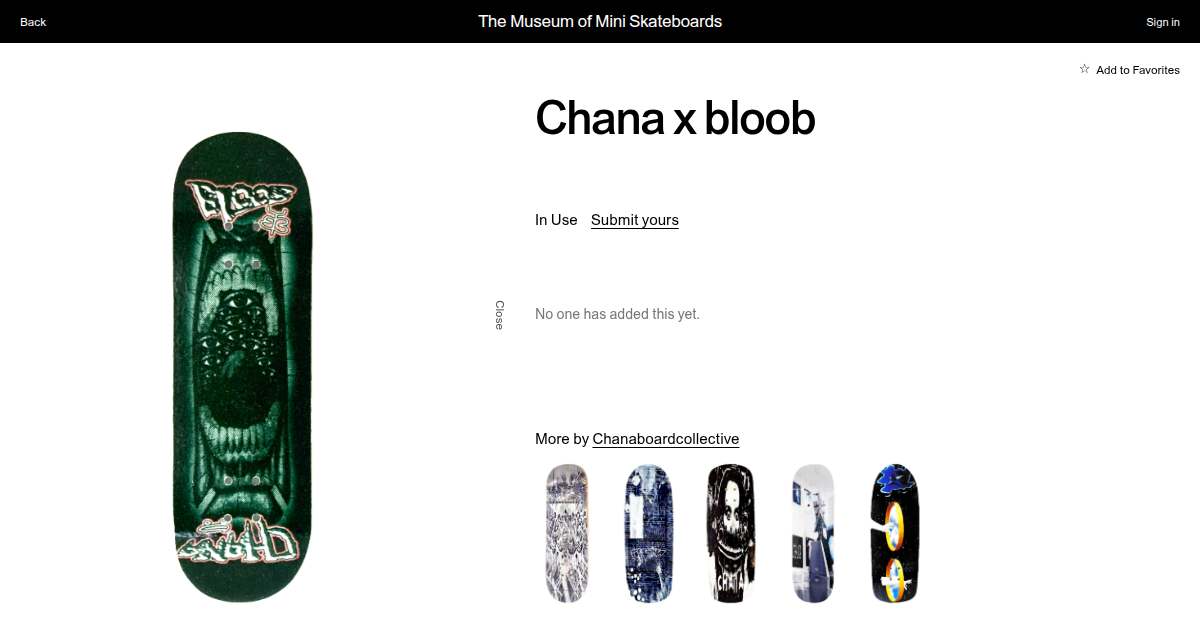 Back
The Museum of Mini Skateboards
Sign in
☆ Add to Favorites
Chana x bloob
In Use Submit yours
Close
No one has added this yet.
More by Chanaboardcollective
CHANA